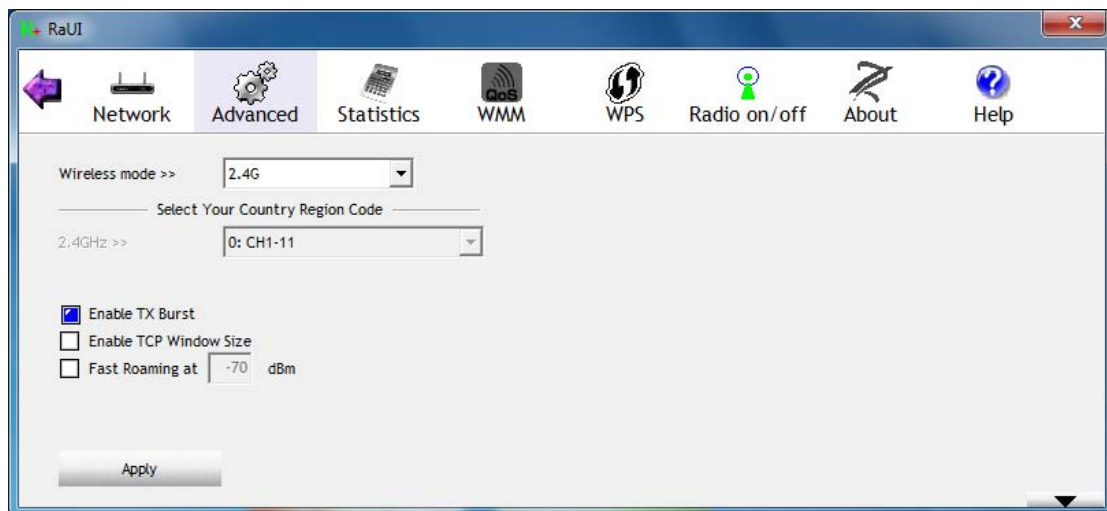 RaUI
Network Advanced Statistics WMM WPS Radio on/off About Help
QoS
Wireless mode >> 2.4G
Select Your Country Region Code
2.4GHz >> 0: CH1-11
Enable TX Burst
Enable TCP Window Size
Fast Roaming at -70 dBm
Apply